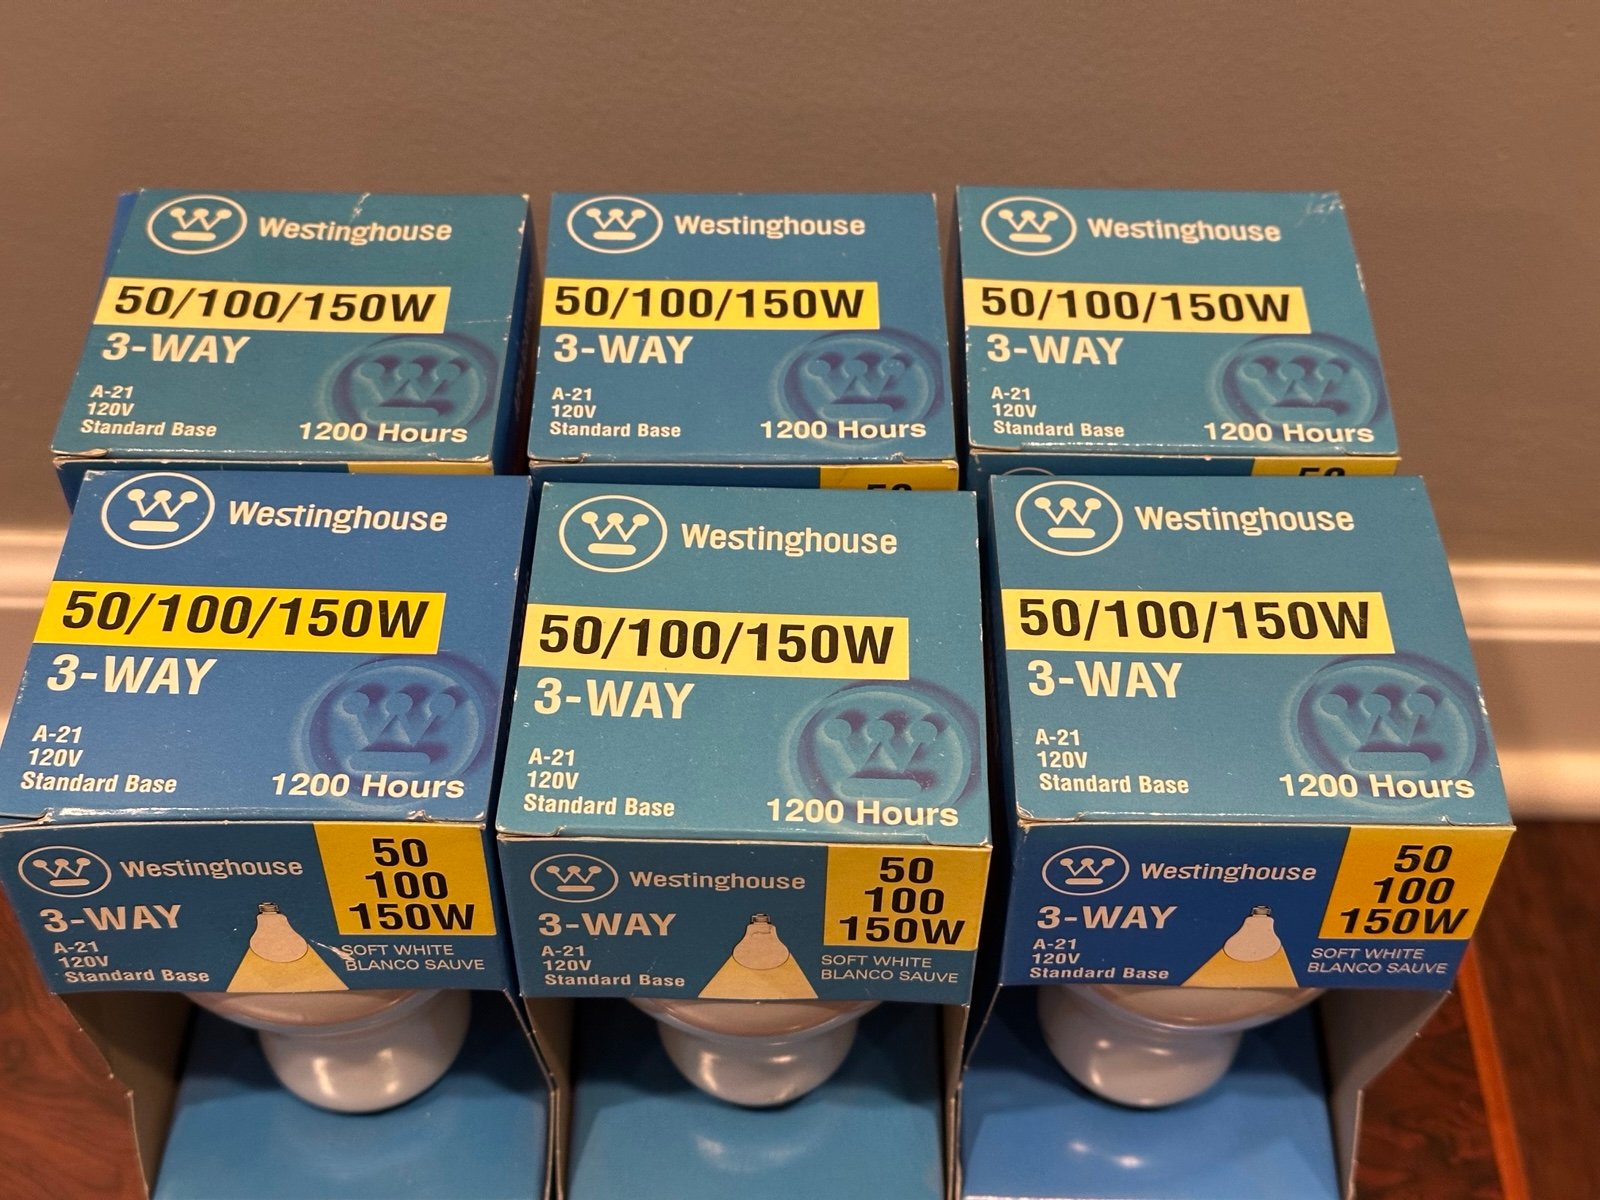 Westinghouse
50/100/150W
3-WAY
A-21
120V
Standard Base
1200 Hours
Westinghouse
50/100/150W
3-WAY
A-21
120V
Standard Base
1200 Hours
50
Westinghouse
50/100/150W
3-WAY
A-21
120V
Standard Base
1200 Hours
50
Westinghouse
50/100/150W
3-WAY
A-21
120V
Standard Base
1200 Hours
Westinghouse
3-WAY
A-21
120V
Standard Base
50
100
150W
SOFT WHITE
BLANCO SAUVE
Westinghouse
50/100/150W
3-WAY
A-21
120V
Standard Base
1200 Hours
Westinghouse
3-WAY
A-21
120V
Standard Base
50
100
150W
SOFT WHITE
BLANCO SAUVE
Westinghouse
50/100/150W
3-WAY
A-21
120V
Standard Base
1200 Hours
Westinghouse
3-WAY
A-21
120V
Standard Base
50
100
150W
SOFT WHITE
BLANCO SAUVE